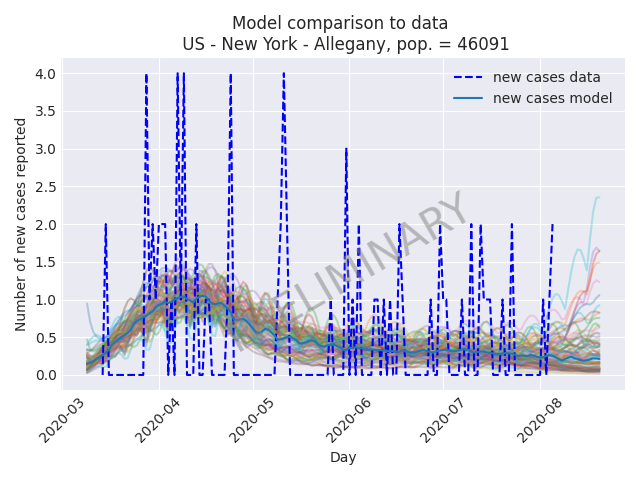 Model comparison to data
US - New York - Allegany, pop. = 46091
new cases data
new cases model
PRELIMINARY
Number of new cases reported
4.0
3.5
3.0
2.5
2.0
1.5
1.0
0.5
0.0
2020-03
2020-04
2020-05
2020-06
2020-07
2020-08
Day